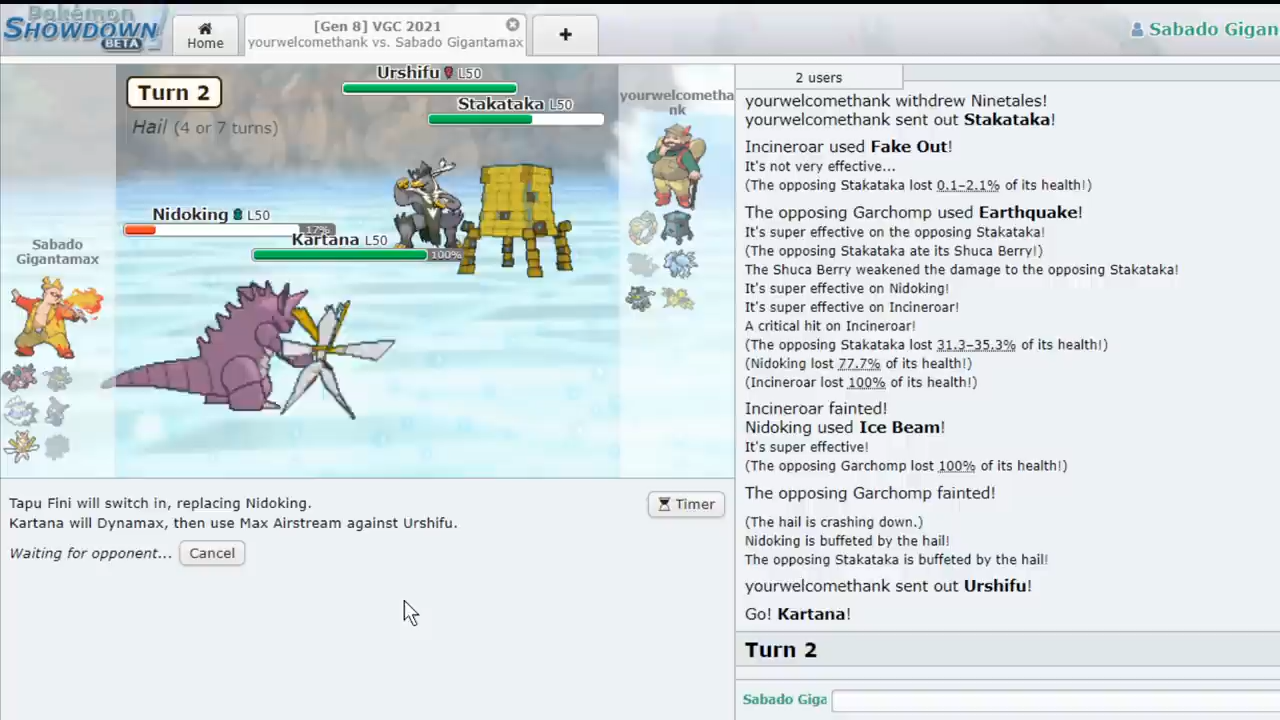 Pokémon
SHOWDOWN
BETA
Home
[Gen 8] VGC 2021
yourwelcomethank vs. Sabado Gigantamax
+
Sabado Gigan
Turn 2
Hail (4 or 7 turns)
Urshifu L50
Stakataka L50
Nidoking L50
17%
Kartana L50
100%
Sabado
Gigantamax
yourwelcometha
nk
Tapu Fini will switch in, replacing Nidoking.
Kartana will Dynamax, then use Max Airstream against Urshifu.
Waiting for opponent... Cancel
Timer
2 users
yourwelcomethank withdrew Ninetales!
yourwelcomethank sent out Stakataka!
Incineroar used Fake Out!
It's not very effective...
(The opposing Stakataka lost 0.1–2.1% of its health!)
The opposing Garchomp used Earthquake!
It's super effective on the opposing Stakataka!
(The opposing Stakataka ate its Shuca Berry!)
The Shuca Berry weakened the damage to the opposing Stakataka!
It's super effective on Nidoking!
It's super effective on Incineroar!
A critical hit on Incineroar!
(The opposing Stakataka lost 31.3–35.3% of its health!)
(Nidoking lost 77.7% of its health!)
(Incineroar lost 100% of its health!)
Incineroar fainted!
Nidoking used Ice Beam!
It's super effective!
(The opposing Garchomp lost 100% of its health!)
The opposing Garchomp fainted!
(The hail is crashing down.)
Nidoking is buffeted by the hail!
The opposing Stakataka is buffeted by the hail!
yourwelcomethank sent out Urshifu!
Go! Kartana!
Turn 2
Sabado Giga